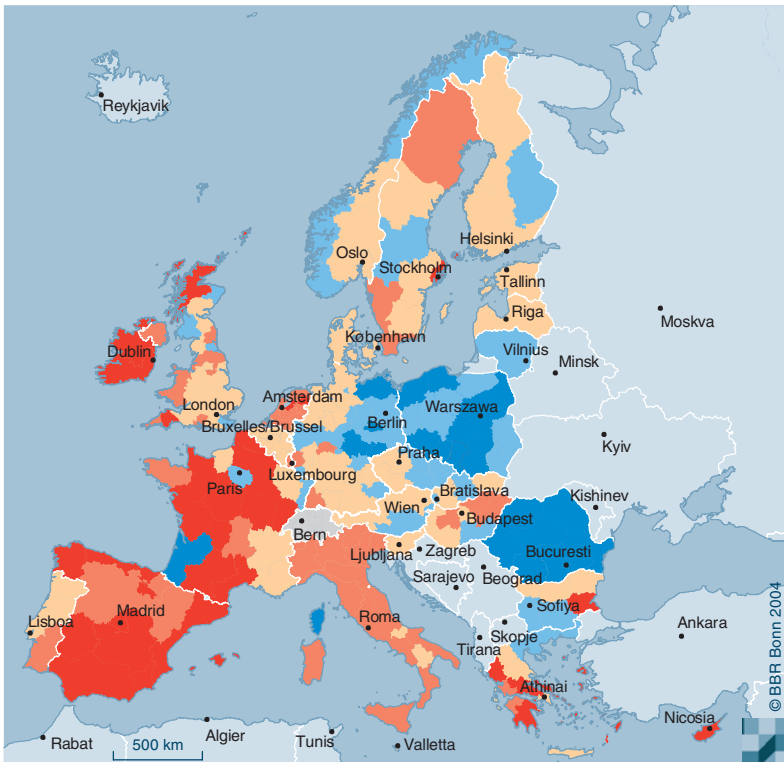 Reykjavik
Oslo
Helsinki
Stockholm
Tallinn
Riga
Moskva
København
Dublin
Vilnius
Minsk
Amsterdam
London
Berlin
Warszawa
Bruxelles/Brussel
Kyiv
Praha
Luxembourg
Paris
Kishinev
Wien
Bratislava
Budapest
Bern
Ljubljana
Zagreb
Bucuresti
Sarajevo
Beograd
Madrid
Lisboa
Roma
Sofiya
Skopje
Tirana
Ankara
Athinai
Nicosia
Rabat
500 km
Algier
Tunis
Valletta
© BBR Bonn 2004